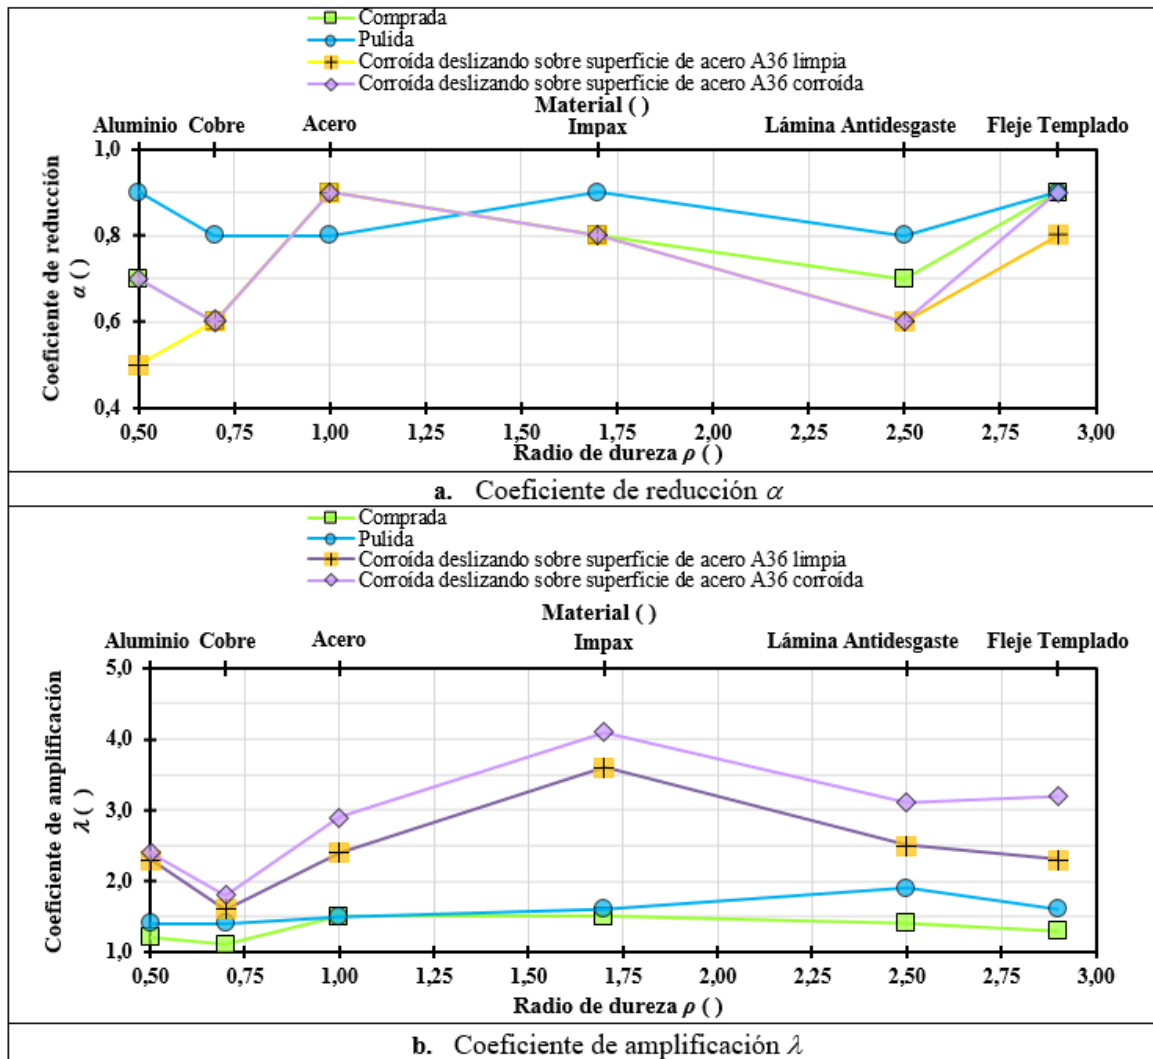 Comprada
Pulida
Corroída deslizando sobre superficie de acero A36 limpia
Corroída deslizando sobre superficie de acero A36 corroída
Material ( )
Aluminio Cobre Acero Impax Lámina Antidesgaste Fleje Templado
Coeficiente de reducción
α ( )
1,0
0,8
0,6
0,4
0,50 0,75 1,00 1,25 1,50 1,75 2,00 2,25 2,50 2,75 3,00
Radio de dureza ρ ( )
a. Coeficiente de reducción α
Comprada
Pulida
Corroída deslizando sobre superficie de acero A36 limpia
Corroída deslizando sobre superficie de acero A36 corroída
Material ( )
Aluminio Cobre Acero Impax Lámina Antidesgaste Fleje Templado
Coeficiente de amplificación
λ ( )
5,0
4,0
3,0
2,0
1,0
0,50 0,75 1,00 1,25 1,50 1,75 2,00 2,25 2,50 2,75 3,00
Radio de dureza ρ ( )
b. Coeficiente de amplificación λ